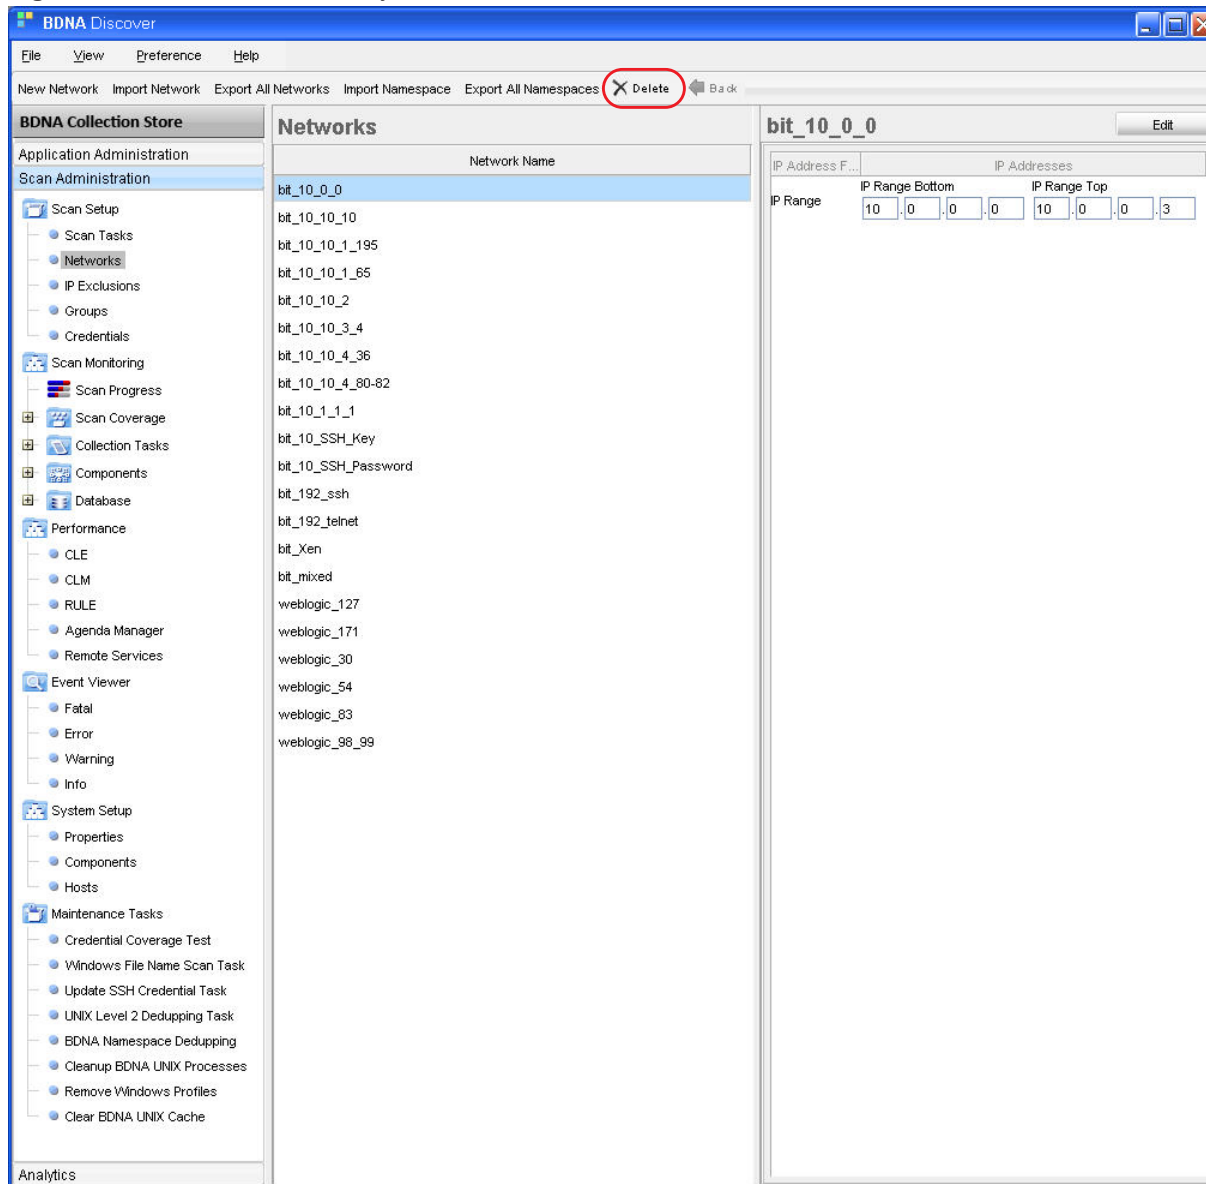 BDNA Discover
File View Preference Help
New Network Import Network Export All Networks Import Namespace Export All Namespaces Delete Back
BDNA Collection Store
Application Administration
Scan Administration
Scan Setup
Scan Tasks
Networks
IP Exclusions
Groups
Credentials
Scan Monitoring
Scan Progress
Scan Coverage
Collection Tasks
Components
Database
Performance
CLE
CLM
RULE
Agenda Manager
Remote Services
Event Viewer
Fatal
Error
Warning
Info
System Setup
Properties
Components
Hosts
Maintenance Tasks
Credential Coverage Test
Windows File Name Scan Task
Update SSH Credential Task
UNIX Level 2 Dedupping Task
BDNA Namespace Dedupping
Cleanup BDNA UNIX Processes
Remove Windows Profiles
Clear BDNA UNIX Cache
Analytics
Networks
Network Name
bit_10_0_0
bit_10_10_10
bit_10_10_1_195
bit_10_10_1_65
bit_10_10_2
bit_10_10_3_4
bit_10_10_4_36
bit_10_10_4_80-82
bit_10_1_1_1
bit_10_SSH_Key
bit_10_SSH_Password
bit_192_ssh
bit_192_telnet
bit_Xen
bit_mixed
weblogic_127
weblogic_171
weblogic_30
weblogic_54
weblogic_83
weblogic_98_99
bit_10_0_0 Edit
IP Address F... IP Addresses
IP Range Bottom IP Range Top
IP Range 10 .0 .0 .0 10 .0 .0 .3